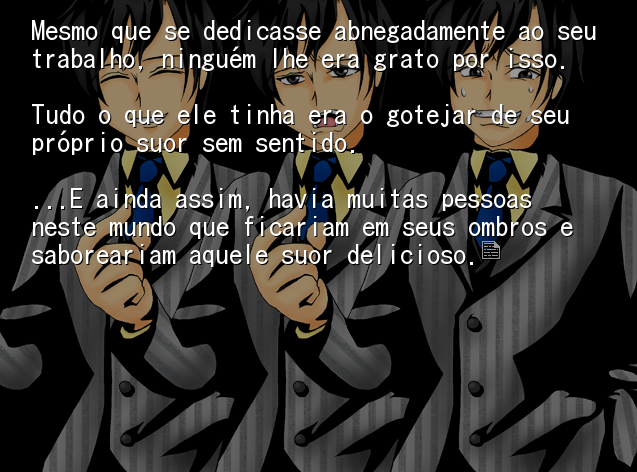 Mesmo que se dedicasse abnegadamente ao seu
trabalho, ninguém lhe era grato por isso.
Tudo o que ele tinha era o gotejar de seu
próprio suor sem sentido.
...E ainda assim, havia muitas pessoas
neste mundo que ficariam em seus ombros e
saboreariam aquele suor delicioso.